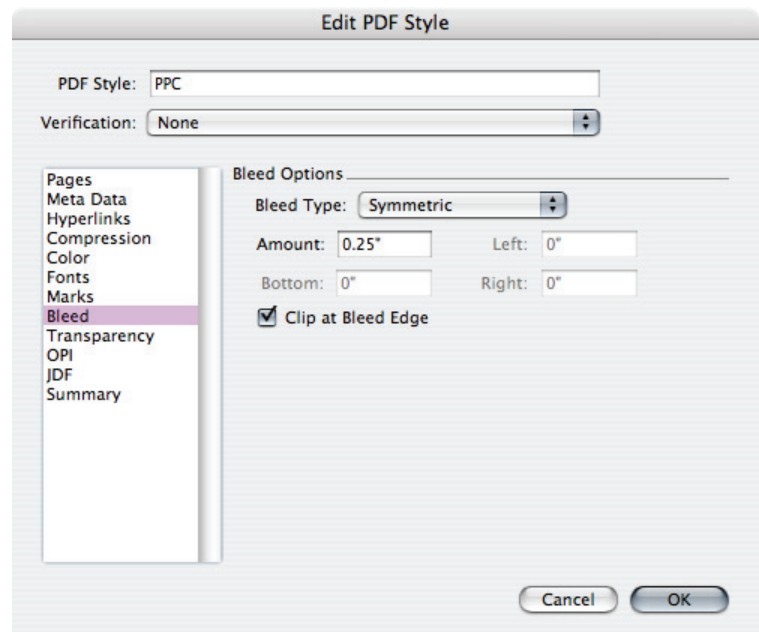 Edit PDF Style
PDF Style: PPC
Verification: None
Pages
Meta Data
Hyperlinks
Compression
Color
Fonts
Marks
Bleed
Transparency
OPI
JDF
Summary
Bleed Options
Bleed Type: Symmetric
Amount: 0.25" Left: 0"
Bottom: 0" Right: 0"
Clip at Bleed Edge
Cancel OK